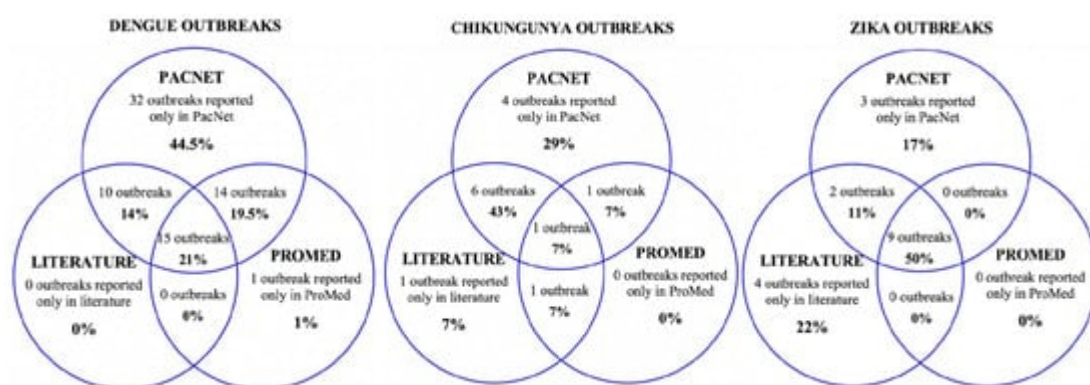 DENGUE OUTBREAKS
PACNET
32 outbreaks reported
only in PacNet
44.5%
10 outbreaks
14%
14 outbreaks
19.5%
15 outbreaks
21%
LITERATURE
0 outbreaks reported
only in literature
0%
0 outbreaks
0%
PROMED
1 outbreak reported
only in ProMed
1%
CHIKUNGUNYA OUTBREAKS
PACNET
4 outbreaks reported
only in PacNet
29%
6 outbreaks
43%
1 outbreak
7%
1 outbreak
7%
LITERATURE
1 outbreak reported
only in literature
7%
1 outbreak
7%
PROMED
0 outbreaks reported
only in ProMed
0%
ZIKA OUTBREAKS
PACNET
3 outbreaks reported
only in PacNet
17%
2 outbreaks
11%
0 outbreaks
0%
9 outbreaks
50%
LITERATURE
4 outbreaks reported
only in literature
22%
0 outbreaks
0%
PROMED
0 outbreaks reported
only in ProMed
0%